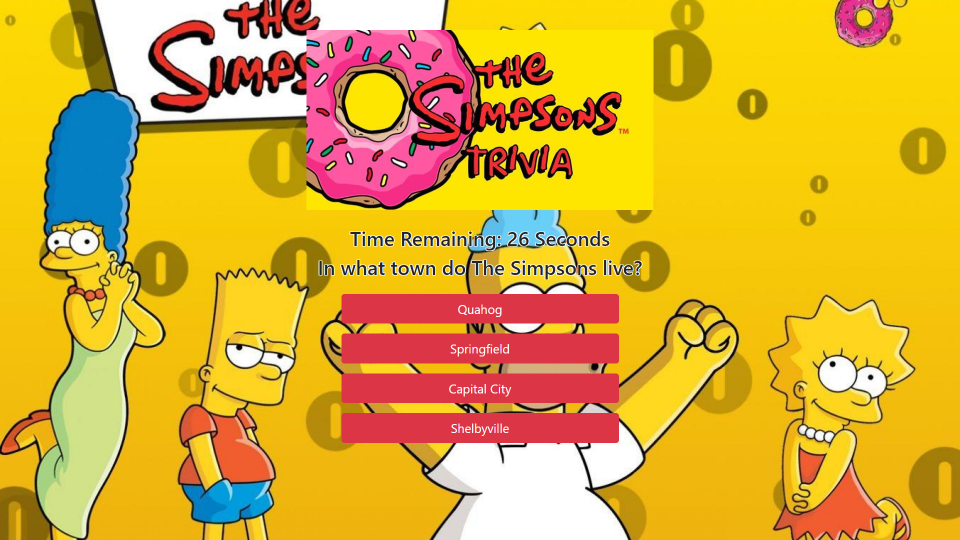 the
Simps
the
Simpsons™
Trivia
Time Remaining: 26 Seconds
In what town do The Simpsons live?
Quahog
Springfield
Capital City
Shelbyville